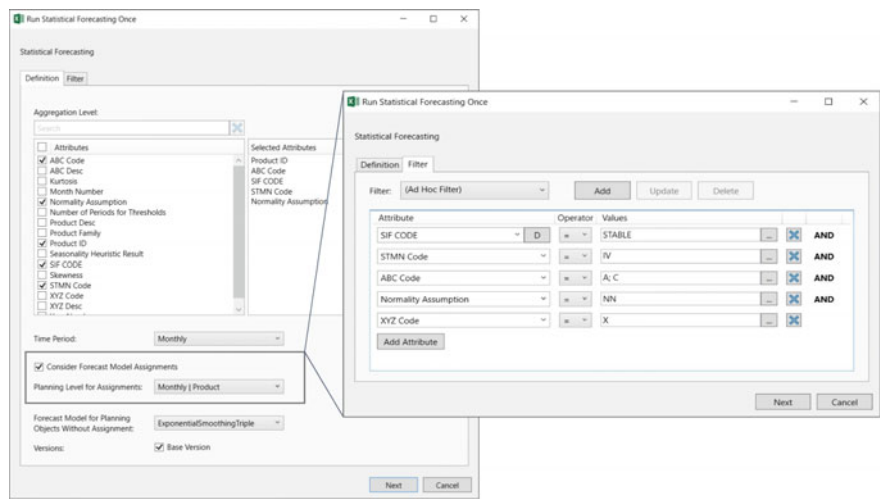 Run Statistical Forecasting Once
Statistical Forecasting
Definition Filter
Aggregation Level:
Search
Attributes
ABC Code
ABC Desc
Kurtosis
Month Number
Normality Assumption
Number of Periods for Thresholds
Product Desc
Product Family
Product ID
Seasonality Heuristic Result
SIF CODE
Skewness
STMN Code
XYZ Code
XYZ Desc
Selected Attributes
Product ID
ABC Code
SIF CODE
STMN Code
Normality Assumption
Time Period: Monthly
Consider Forecast Model Assignments
Planning Level for Assignments: Monthly | Product
Forecast Model for Planning
Objects Without Assignment: ExponentialSmoothingTriple
Versions: Base Version
Next Cancel
Run Statistical Forecasting Once
Statistical Forecasting
Definition Filter
Filter: (Ad Hoc Filter) Add Update Delete
Attribute Operator Values
SIF CODE D = STABLE ... AND
STMN Code = IV ... AND
ABC Code = A; C ... AND
Normality Assumption = NN ... AND
XYZ Code = X ...
Add Attribute
Next Cancel